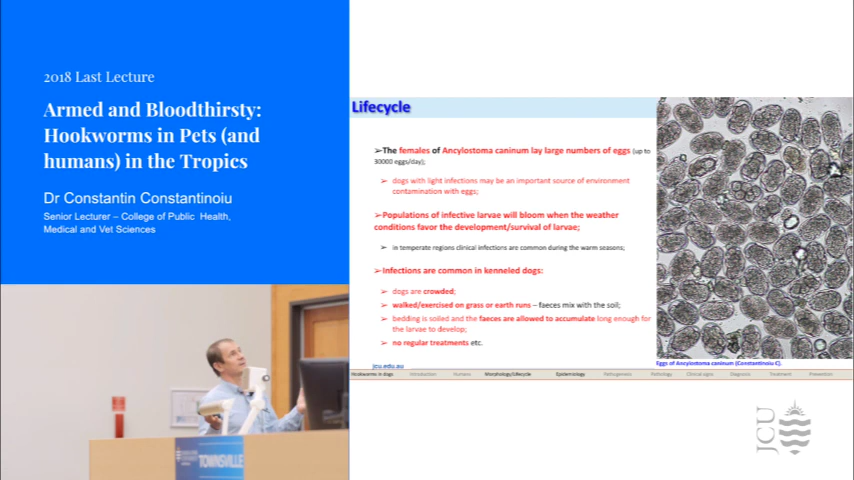 2018 Last Lecture
Armed and Bloodthirsty:
Hookworms in Pets (and
humans) in the Tropics
Dr Constantin Constantinoiu
Senior Lecturer – College of Public Health,
Medical and Vet Sciences
TOWNSVILLE
Lifecycle
➢The females of Ancylostoma caninum lay large numbers of eggs (up to
30000 eggs/day);
➢ dogs with light infections may be an important source of environment
contamination with eggs;
➢Populations of infective larvae will bloom when the weather
conditions favor the development/survival of larvae;
➢ in temperate regions clinical infections are common during the warm seasons;
➢Infections are common in kenneled dogs:
➢ dogs are crowded;
➢ walked/exercised on grass or earth runs – faeces mix with the soil;
➢ bedding is soiled and the faeces are allowed to accumulate long enough for
the larvae to develop;
➢ no regular treatments etc.
jcu.edu.au
Eggs of Ancylostoma caninum (Constantinoiu C).
Hookworms in dogs Introduction Humans Morphology/Lifecycle Epidemiology Pathogenesis Pathology Clinical signs Diagnosis Treatment Prevention
JCU